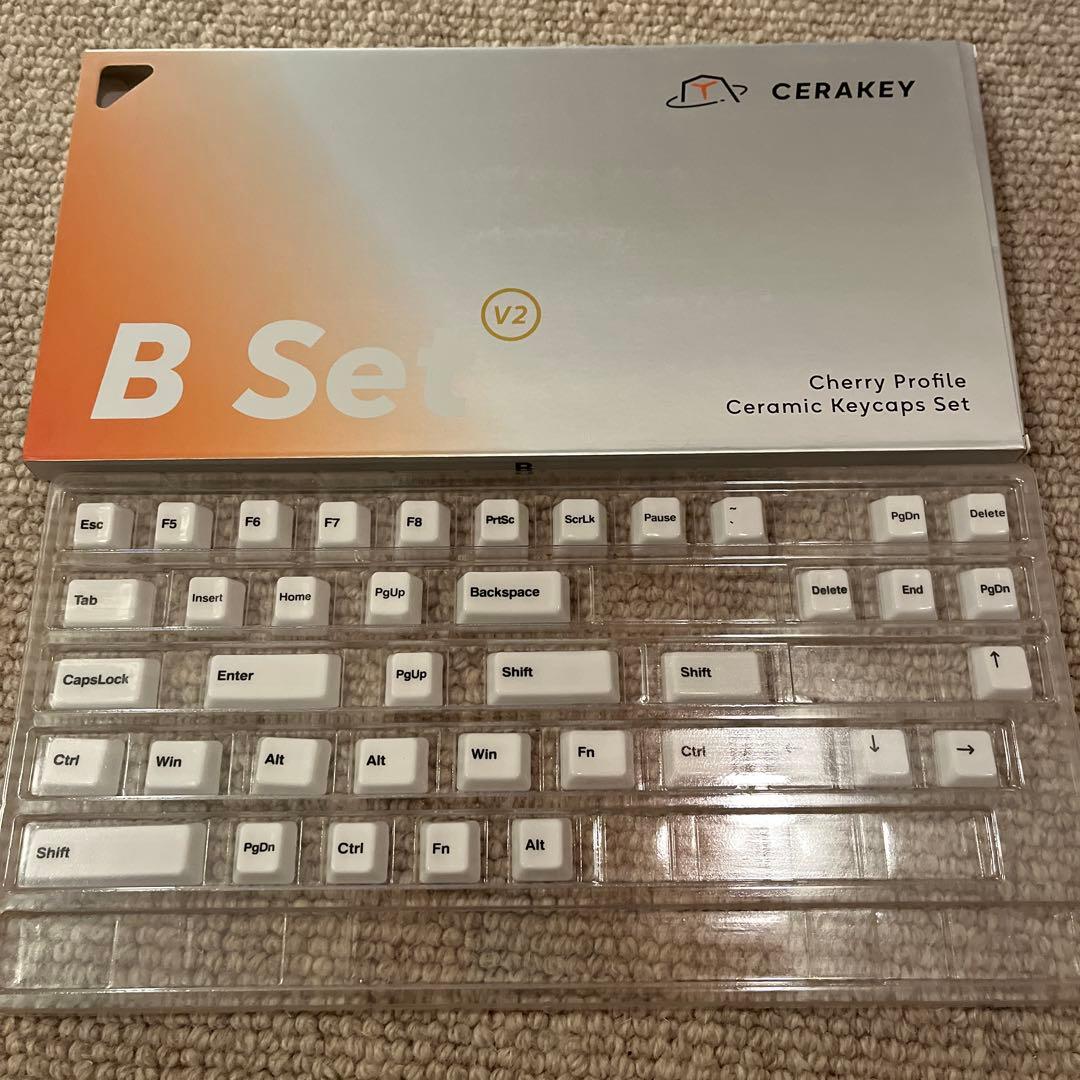 CERAKEY
B Set
V2
Cherry Profile
Ceramic Keycaps Set
B
Esc F5 F6 F7 F8 PrtSc ScrLk Pause ~ ` PgDn Delete
Tab Insert Home PgUp Backspace Delete End PgDn
CapsLock Enter PgUp Shift Shift ↑
Ctrl Win Alt Alt Win Fn Ctrl ← ↓ →
Shift PgDn Ctrl Fn Alt